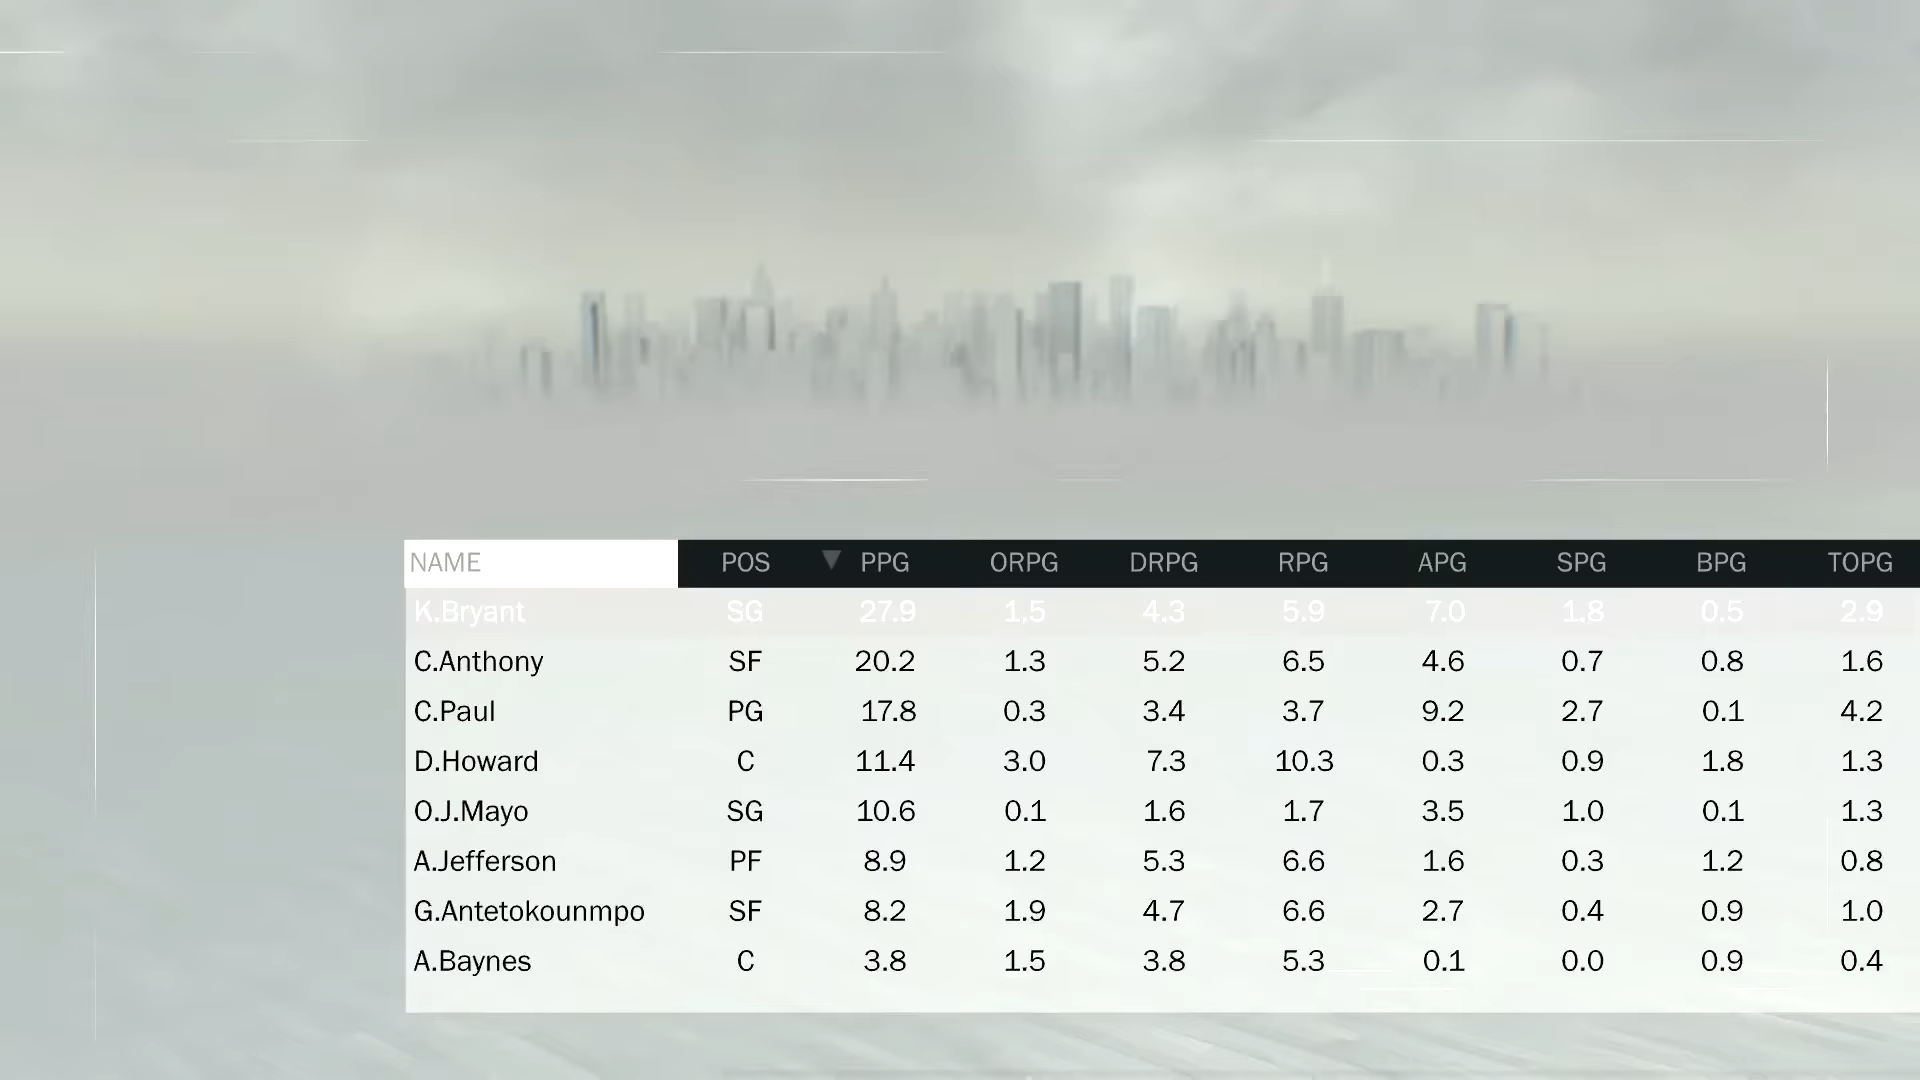 NAME POS ▼ PPG ORPG DRPG RPG APG SPG BPG TOPG
K.Bryant SG 27.9 1.5 4.3 5.9 7.0 1.8 0.5 2.9
C.Anthony SF 20.2 1.3 5.2 6.5 4.6 0.7 0.8 1.6
C.Paul PG 17.8 0.3 3.4 3.7 9.2 2.7 0.1 4.2
D.Howard C 11.4 3.0 7.3 10.3 0.3 0.9 1.8 1.3
O.J.Mayo SG 10.6 0.1 1.6 1.7 3.5 1.0 0.1 1.3
A.Jefferson PF 8.9 1.2 5.3 6.6 1.6 0.3 1.2 0.8
G.Antetokounmpo SF 8.2 1.9 4.7 6.6 2.7 0.4 0.9 1.0
A.Baynes C 3.8 1.5 3.8 5.3 0.1 0.0 0.9 0.4